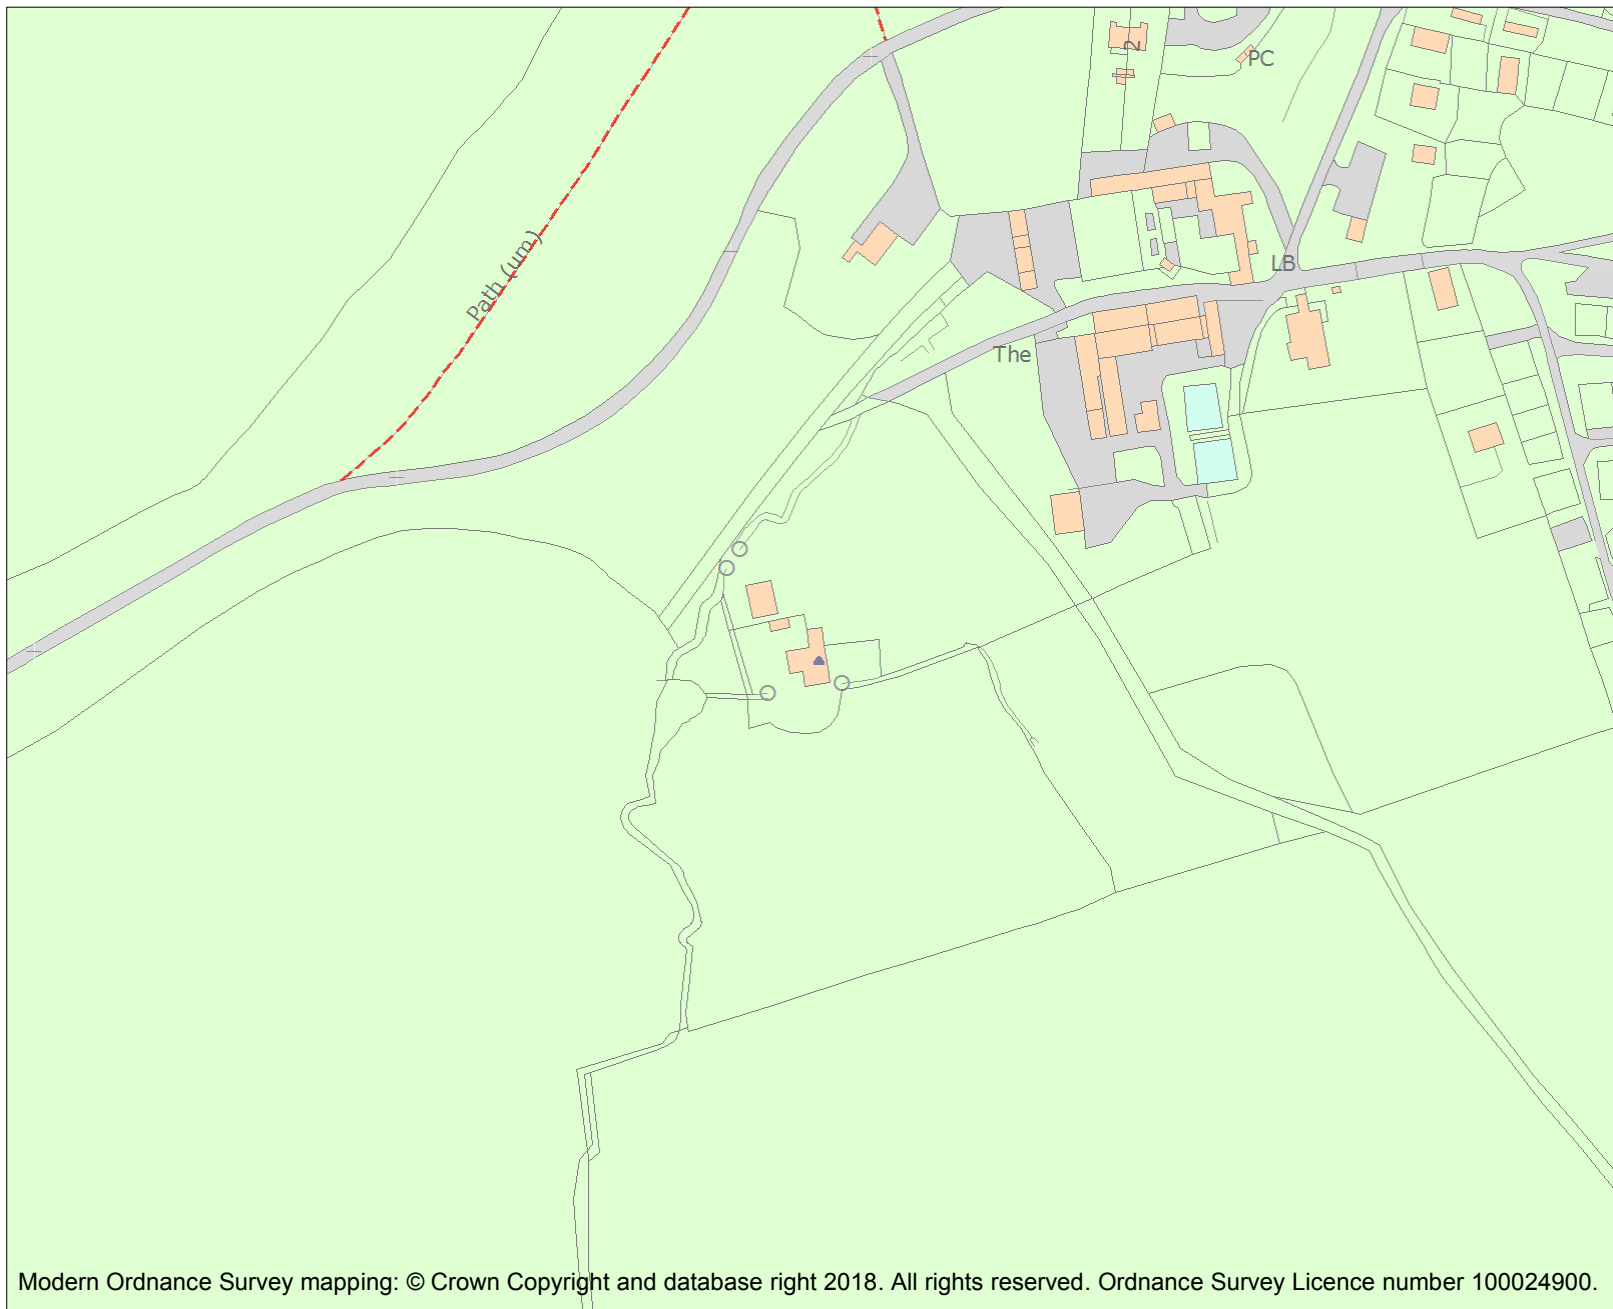 2
PC
Path (um)
LB
The
Modern Ordnance Survey mapping: © Crown Copyright and database right 2018. All rights reserved. Ordnance Survey Licence number 100024900.